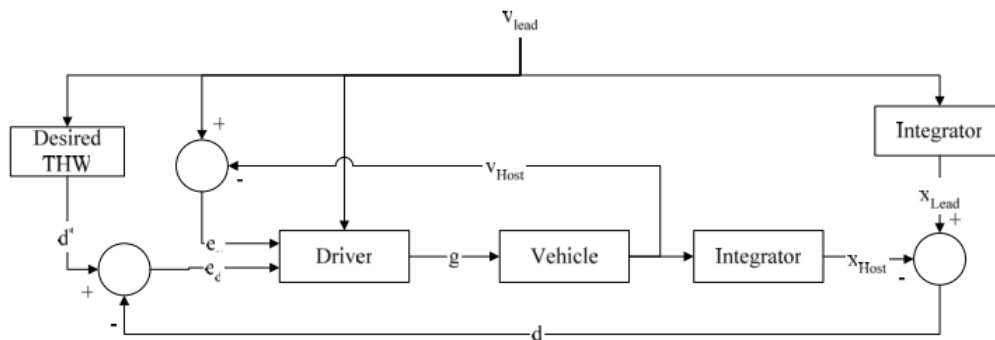 v_lead
+
Desired
THW
Integrator
-
v_Host
x_Lead
+
d*
e_v
Driver
g
Vehicle
Integrator
x_Host
-
+
e_d
-
d